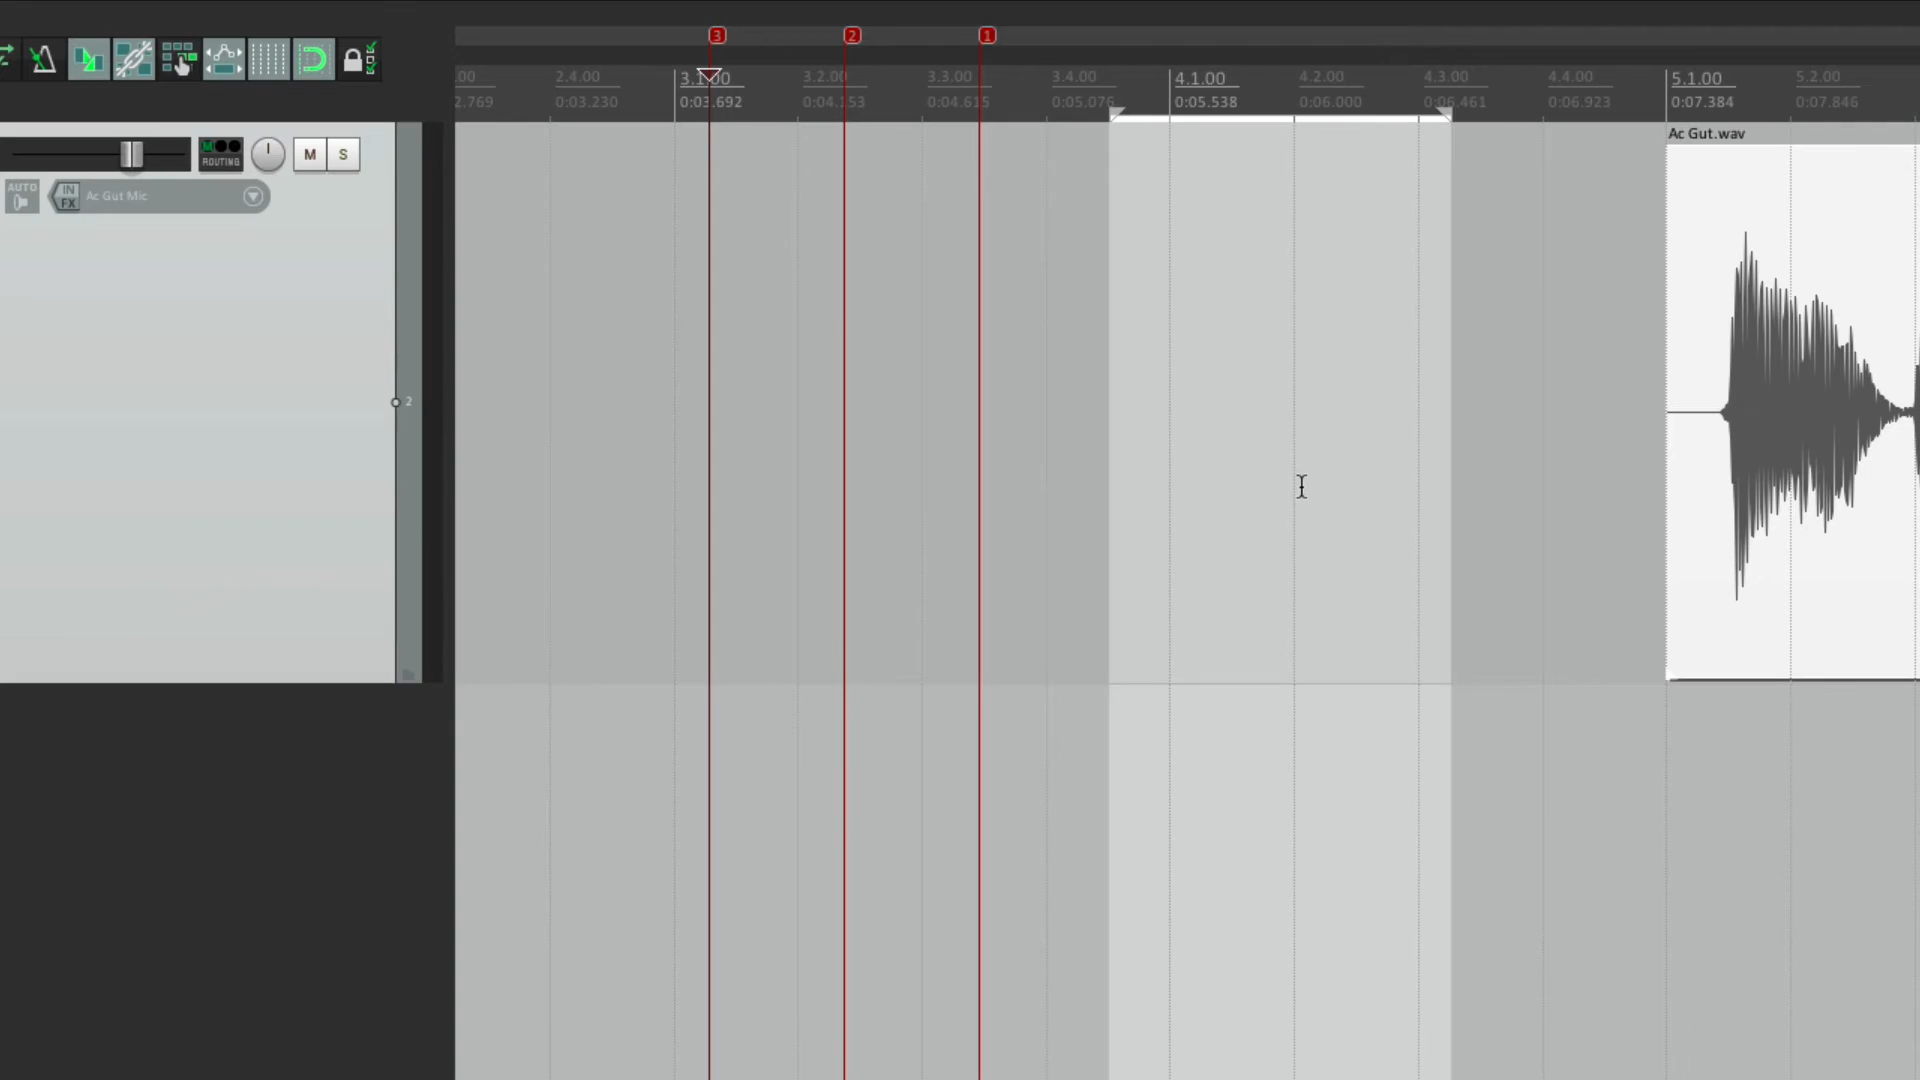 3 2 1
.00 2.4.00 3.1.00 3.2.00 3.3.00 3.4.00 4.1.00 4.2.00 4.3.00 4.4.00 5.1.00 5.2.00
2.769 0:03.230 0:03.692 0:04.153 0:04.615 0:05.076 0:05.538 0:06.000 0:06.461 0:06.923 0:07.384 0:07.846
Ac Gut.wav
M ROUTING M S
AUTO IN FX Ac Gut Mic
2